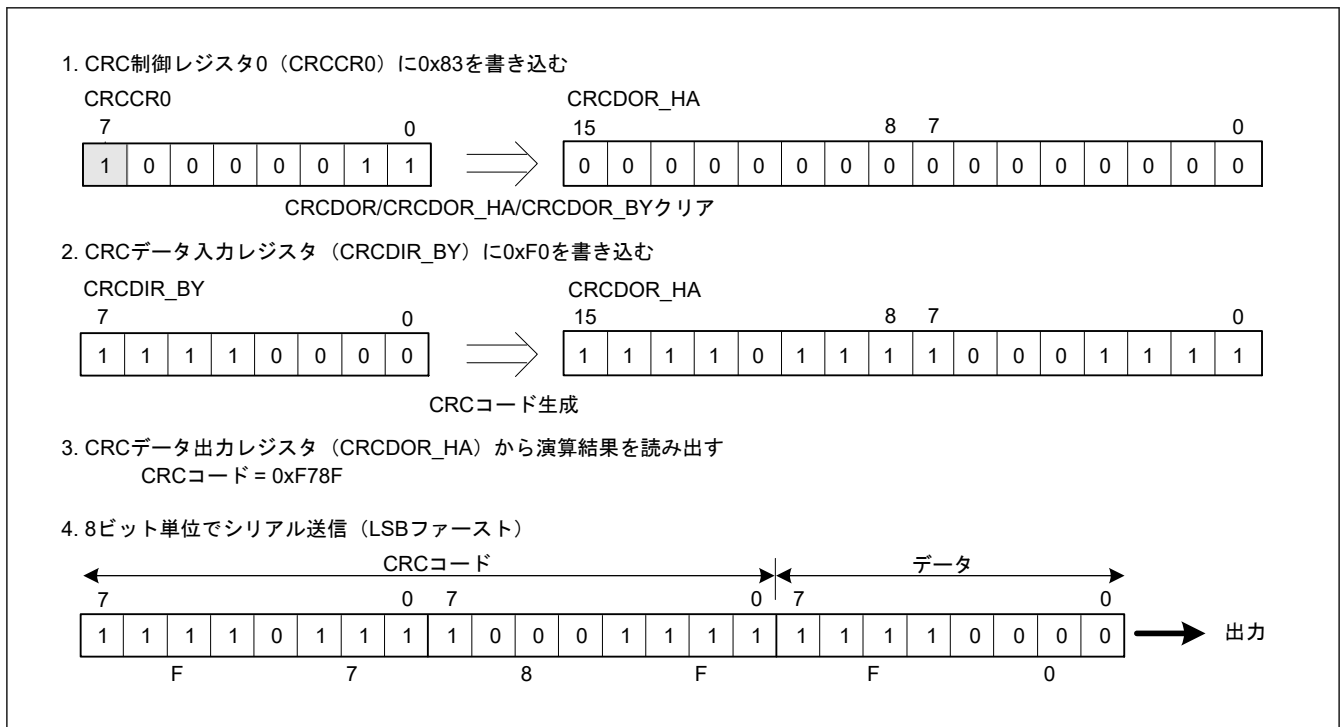 1. CRC制御レジスタ0（CRCCR0）に0x83を書き込む
CRCCR0 CRCDOR_HA
7 0 15 8 7 0
1 0 0 0 0 0 1 1 0 0 0 0 0 0 0 0 0 0 0 0 0 0 0 0
CRCDOR/CRCDOR_HA/CRCDOR_BYクリア
2. CRCデータ入力レジスタ（CRCDIR_BY）に0xF0を書き込む
CRCDIR_BY CRCDOR_HA
7 0 15 8 7 0
1 1 1 1 0 0 0 0 1 1 1 1 0 1 1 1 1 0 0 0 1 1 1 1
CRCコード生成
3. CRCデータ出力レジスタ（CRCDOR_HA）から演算結果を読み出す
CRCコード = 0xF78F
4. 8ビット単位でシリアル送信（LSBファースト）
CRCコード データ
7 0 7 0 7 0
1 1 1 1 0 1 1 1 1 0 0 0 1 1 1 1 1 1 1 1 0 0 0 0 出力
F 7 8 F F 0